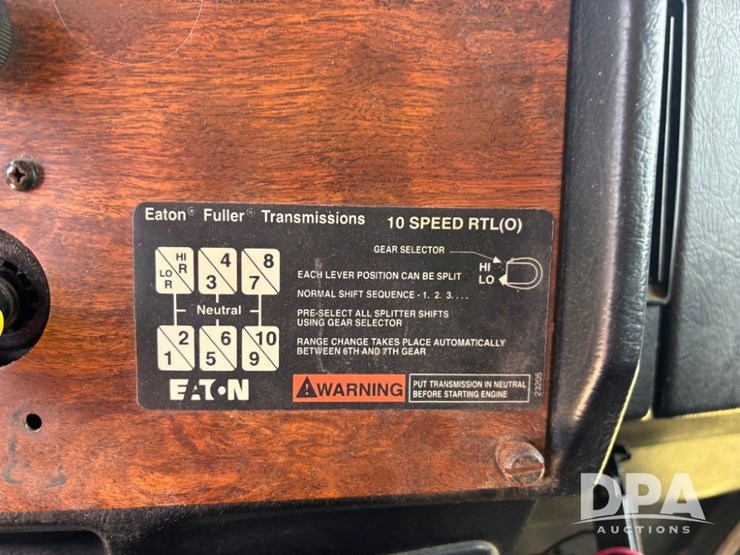 Eaton® Fuller® Transmissions 10 SPEED RTL(O)
GEAR SELECTOR
HI
LO
HI
R
LO
R
4
3
8
7
EACH LEVER POSITION CAN BE SPLIT
NORMAL SHIFT SEQUENCE - 1. 2. 3. . . .
Neutral
PRE-SELECT ALL SPLITTER SHIFTS
USING GEAR SELECTOR
2
1
6
5
10
9
RANGE CHANGE TAKES PLACE AUTOMATICALLY
BETWEEN 6TH AND 7TH GEAR
EATON
WARNING
PUT TRANSMISSION IN NEUTRAL
BEFORE STARTING ENGINE
23205
DPA
AUCTIONS